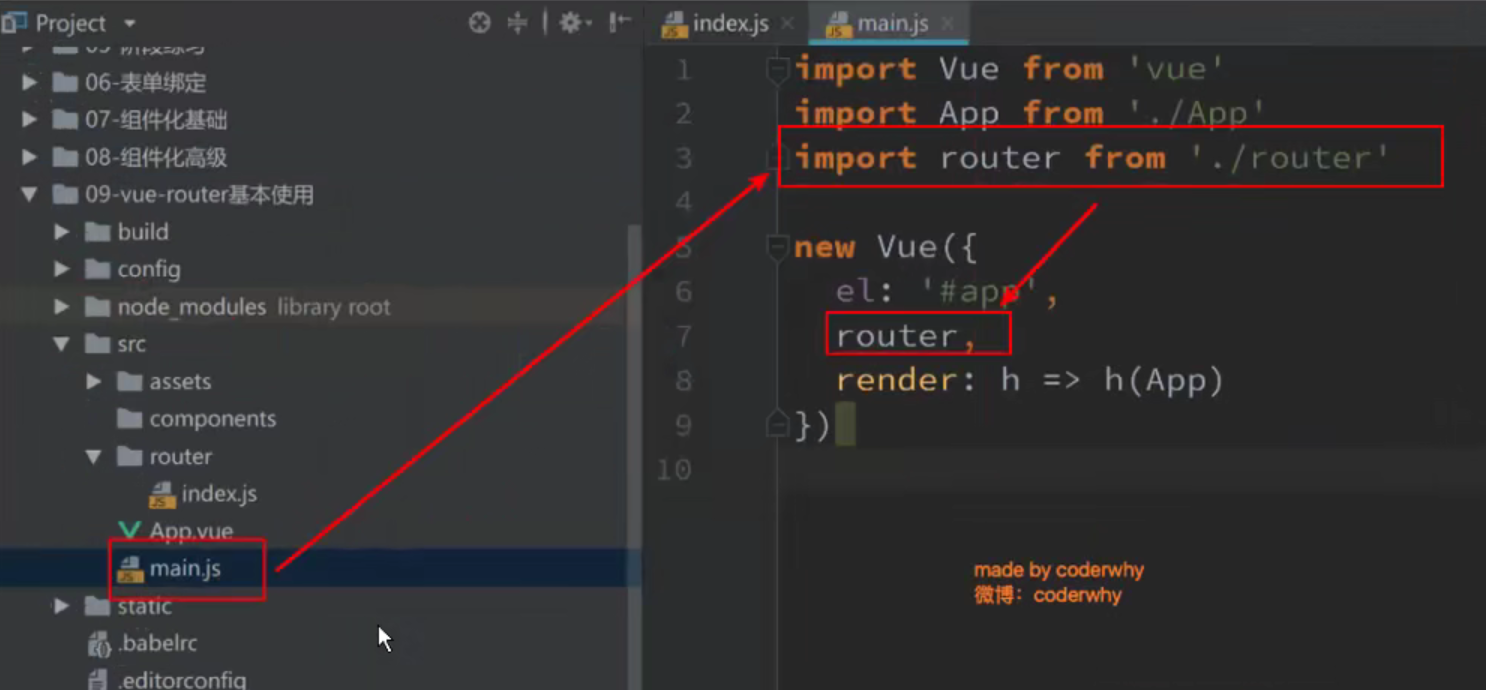 Project
index.js
main.js
05-阶段练习
06-表单绑定
07-组件化基础
08-组件化高级
09-vue-router基本使用
build
config
node_modules library root
src
assets
components
router
index.js
App.vue
main.js
static
.babelrc
.editorconfig
1 import Vue from 'vue'
2 import App from './App'
3 import router from './router'
4
5 new Vue({
6 el: '#app',
7 router,
8 render: h => h(App)
9 })
10
made by coderwhy
微博：coderwhy